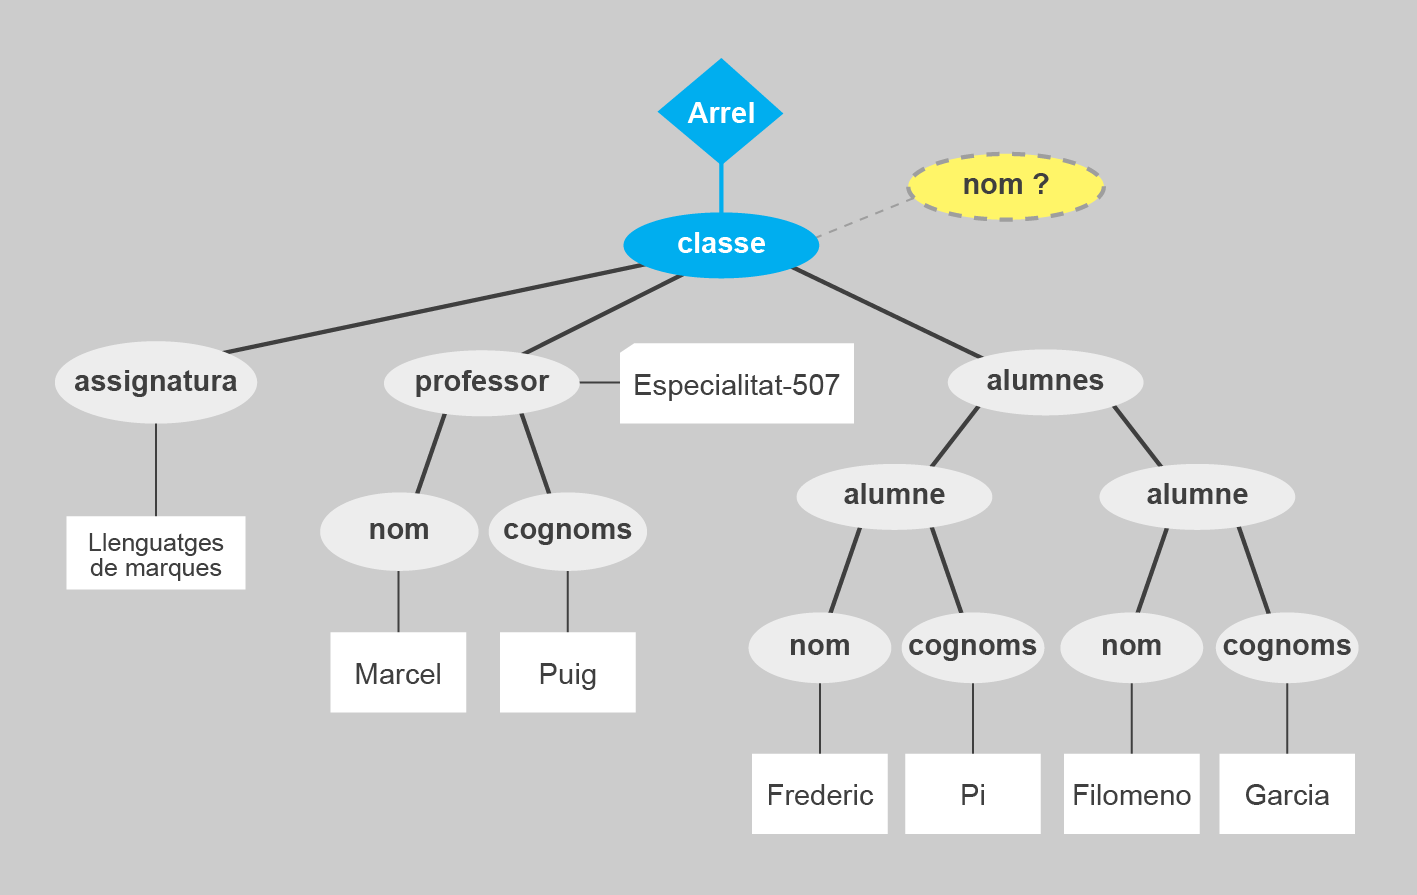 Arrel
nom ?
classe
assignatura
professor
Especialitat-507
alumnes
alumne
alumne
Llenguatges
de marques
nom
cognoms
nom
cognoms
nom
cognoms
Marcel
Puig
Frederic
Pi
Filomeno
Garcia